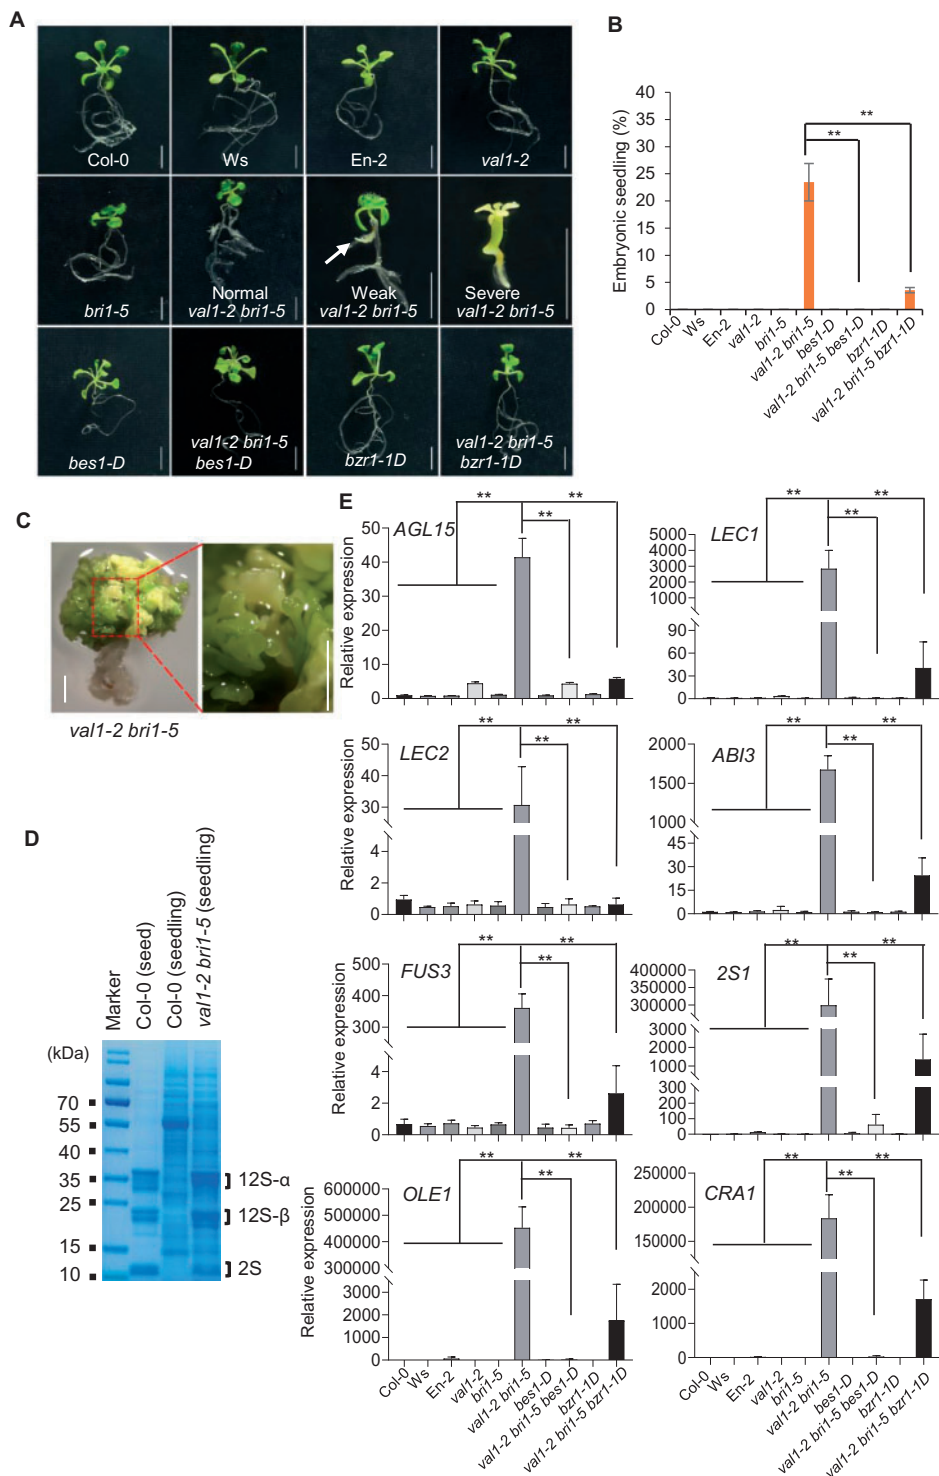 A
Col-0
Ws
En-2
val1-2
bri1-5
Normal
val1-2 bri1-5
Weak
val1-2 bri1-5
Severe
val1-2 bri1-5
bes1-D
val1-2 bri1-5
bes1-D
bzr1-1D
val1-2 bri1-5
bzr1-1D
B
Embryonic seedling (%)
40
35
30
25
20
15
10
5
0
**
**
Col-0
Ws
En-2
val1-2
bri1-5
val1-2 bri1-5
bes1-D
val1-2 bri1-5 bes1-D
bzr1-1D
val1-2 bri1-5 bzr1-1D
C
val1-2 bri1-5
D
Marker
Col-0 (seed)
Col-0 (seedling)
val1-2 bri1-5 (seedling)
(kDa)
70
55
40
35
25
15
10
12S-α
12S-β
2S
E
AGL15
Relative expression
50
40
30
20
10
0
**
**
**
LEC1
5000
4000
3000
2000
1000
90
60
30
0
**
**
**
LEC2
Relative expression
50
40
30
4
2
0
**
**
**
ABI3
2000
1500
1000
45
30
15
0
**
**
**
FUS3
Relative expression
500
400
300
4
2
0
**
**
**
2S1
400000
300000
200000
3000
2000
1000
300
200
100
0
**
**
**
OLE1
Relative expression
600000
500000
400000
300000
3000
2000
1000
0
**
**
**
Col-0
Ws
En-2
val1-2
bri1-5
val1-2 bri1-5
bes1-D
val1-2 bri1-5 bes1-D
bzr1-1D
val1-2 bri1-5 bzr1-1D
CRA1
250000
200000
150000
2000
1000
0
**
**
**
Col-0
Ws
En-2
val1-2
bri1-5
val1-2 bri1-5
bes1-D
val1-2 bri1-5 bes1-D
bzr1-1D
val1-2 bri1-5 bzr1-1D